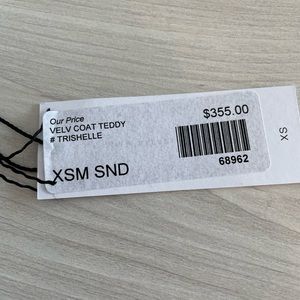 Our Price
$355.00
VELV COAT TEDDY
# TRISHELLE
68962
XSM SND
XS